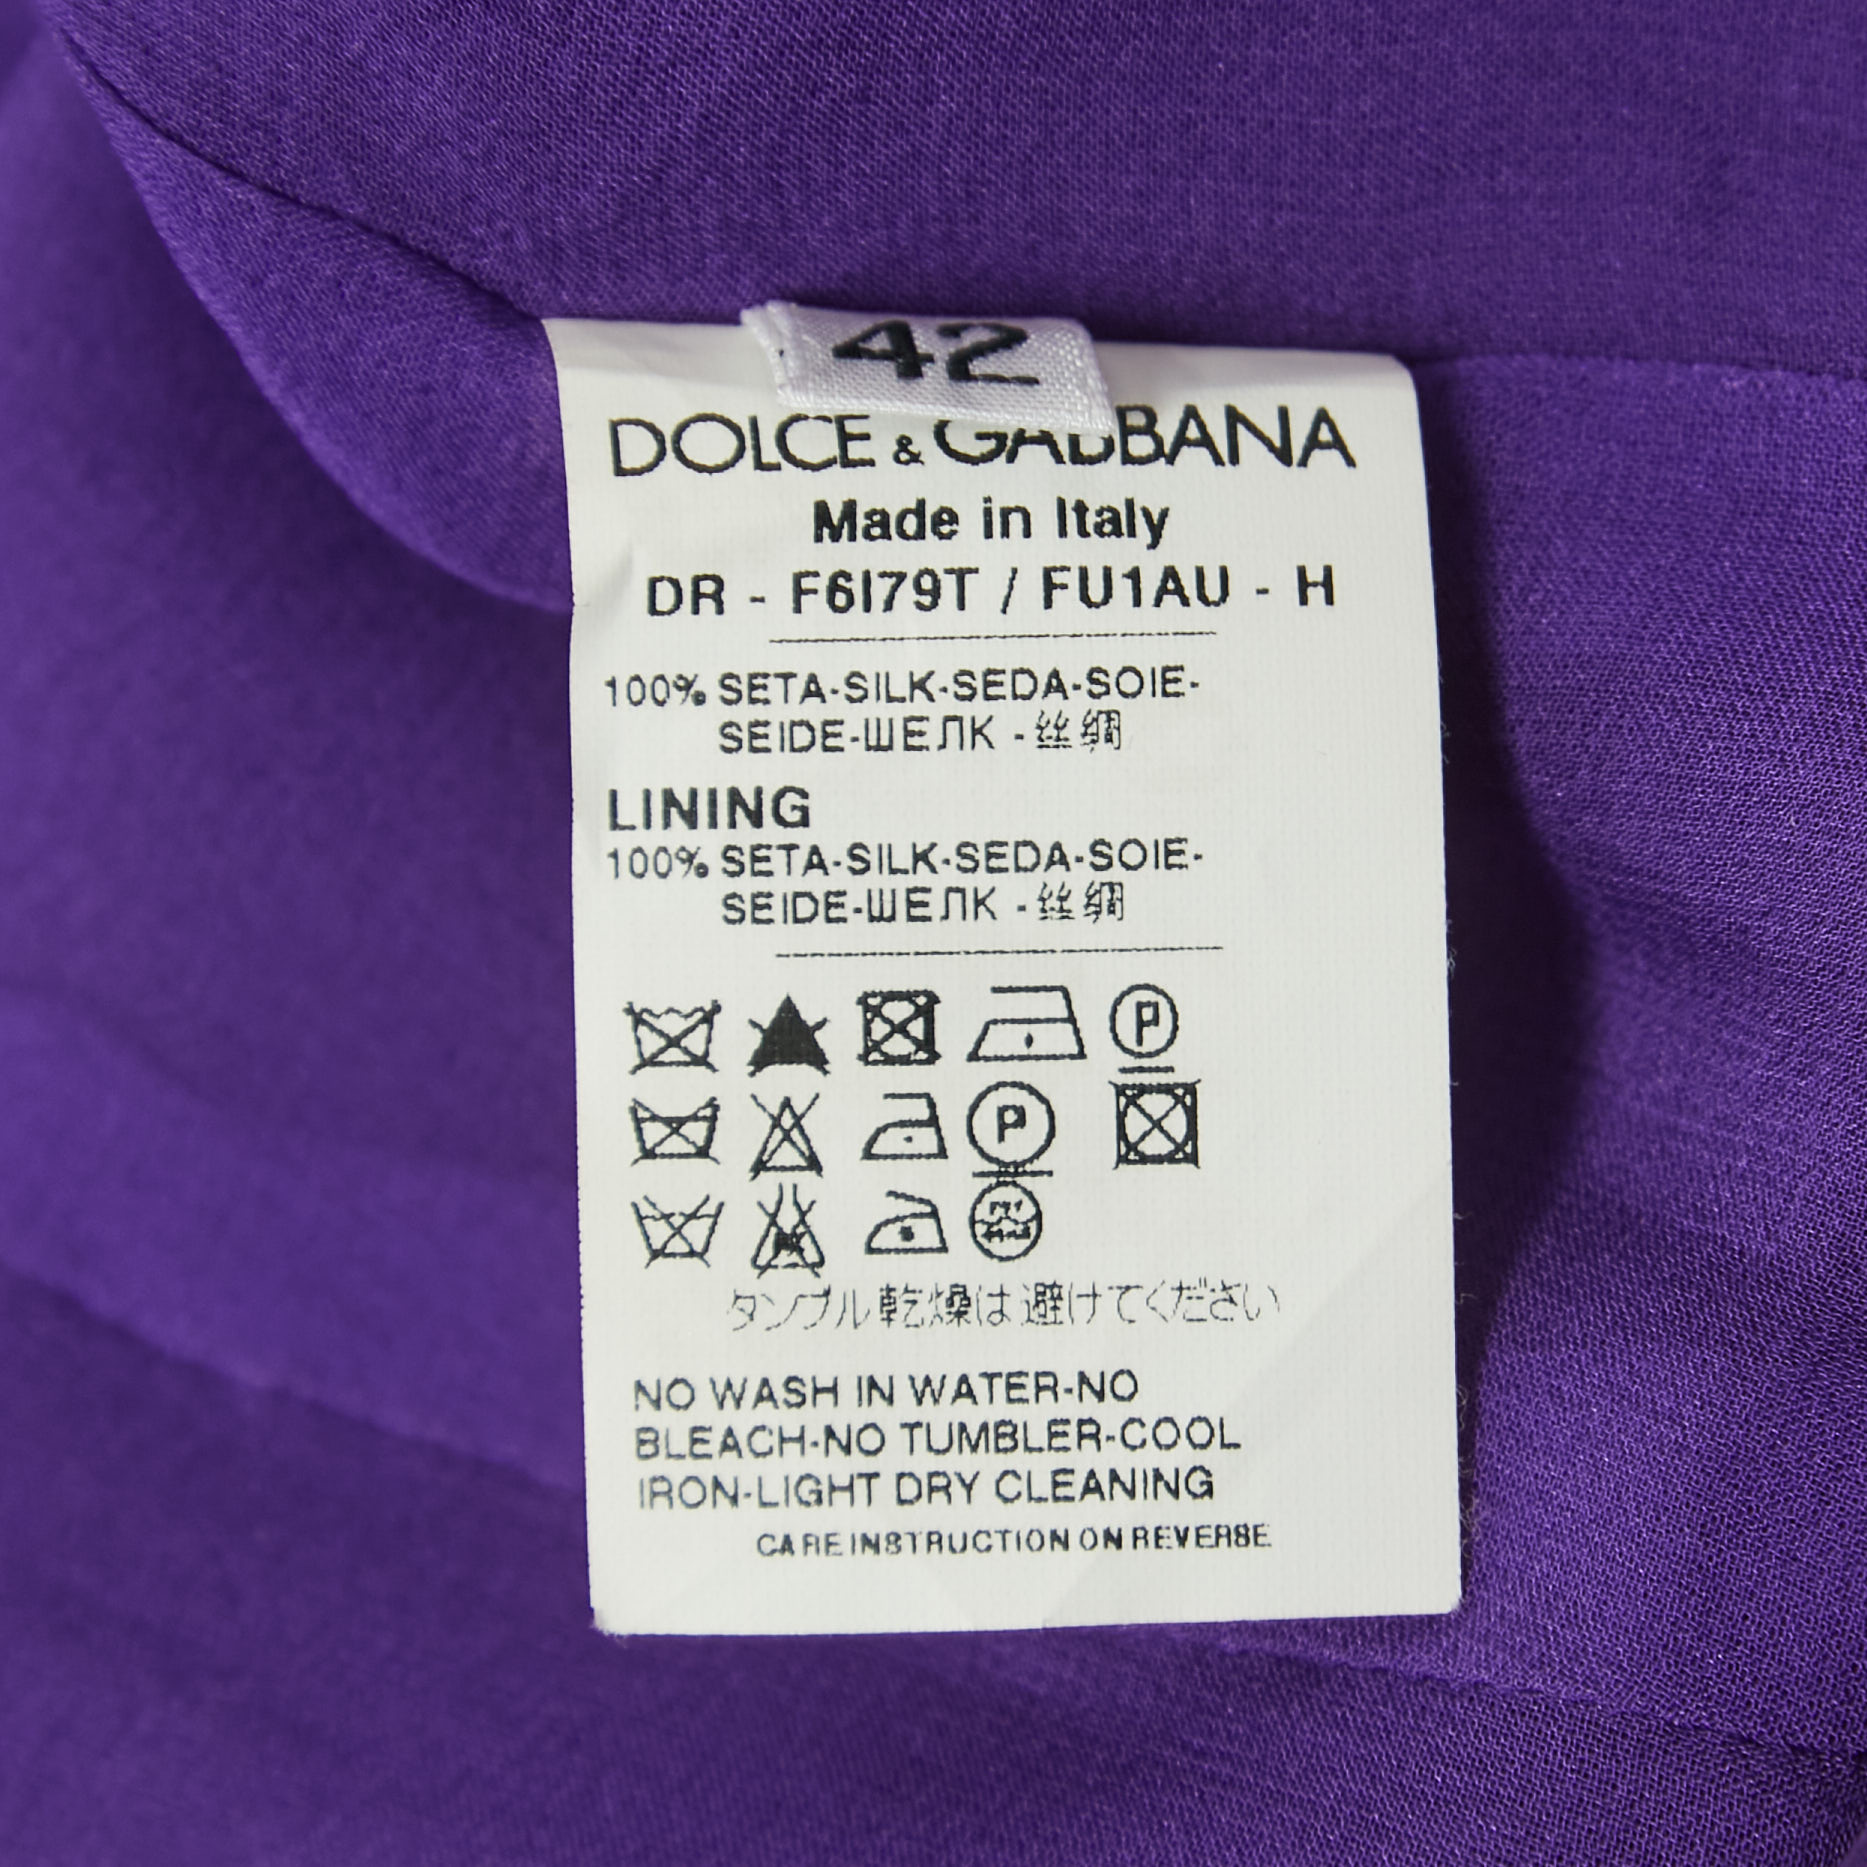 42
DOLCE & GABBANA
Made in Italy
DR - F6I79T / FU1AU - H
100% SETA-SILK-SEDA-SOIE-
SEIDE-ШЕЛК -丝绸
LINING
100% SETA-SILK-SEDA-SOIE-
SEIDE-ШЕЛК -丝绸
P
P
タンブル乾燥は避けてください
NO WASH IN WATER-NO
BLEACH-NO TUMBLER-COOL
IRON-LIGHT DRY CLEANING
CARE INSTRUCTION ON REVERSE